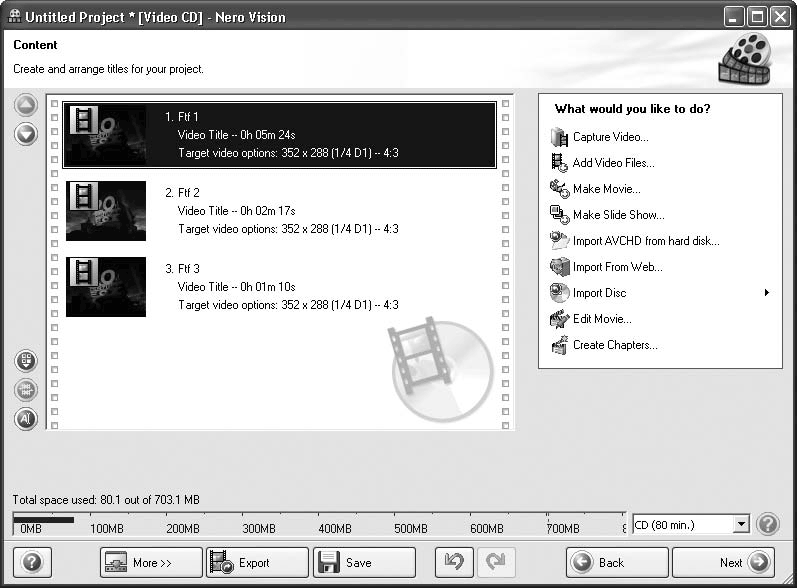 Untitled Project * [Video CD] - Nero Vision
Content
Create and arrange titles for your project.
1. Ftf 1
Video Title -- 0h 05m 24s
Target video options: 352 x 288 (1/4 D1) -- 4:3
2. Ftf 2
Video Title -- 0h 02m 17s
Target video options: 352 x 288 (1/4 D1) -- 4:3
3. Ftf 3
Video Title -- 0h 01m 10s
Target video options: 352 x 288 (1/4 D1) -- 4:3
What would you like to do?
Capture Video...
Add Video Files...
Make Movie...
Make Slide Show...
Import AVCHD from hard disk...
Import From Web...
Import Disc
Edit Movie...
Create Chapters...
Total space used: 80.1 out of 703.1 MB
0MB 100MB 200MB 300MB 400MB 500MB 600MB 700MB
CD (80 min.)
More >> Export Save Back Next